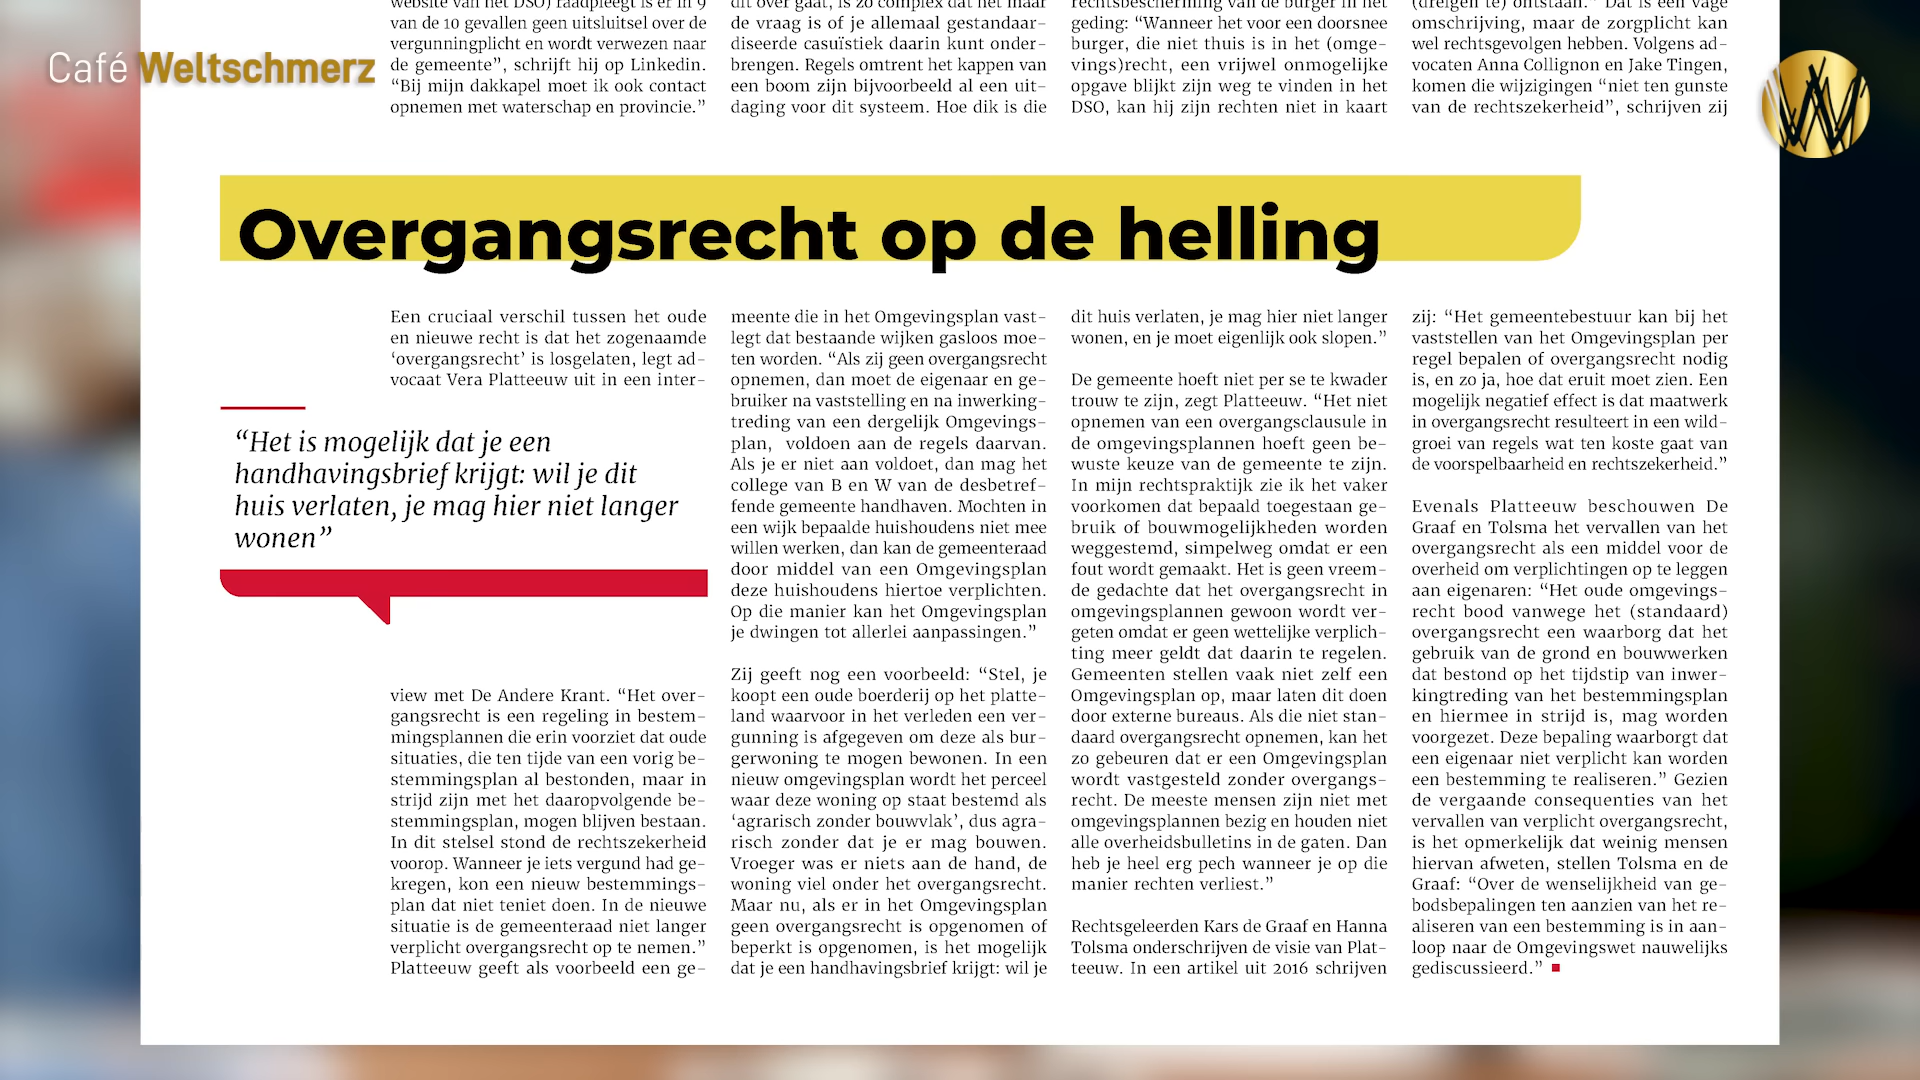 Café Weltschmerz
website van het DSO) raadpleegt is er in 9
van de 10 gevallen geen uitsluitsel over de
vergunningplicht en wordt verwezen naar
de gemeente”, schrijft hij op Linkedin.
“Bij mijn dakkapel moet ik ook contact
opnemen met waterschap en provincie.”
dit over gaat, is zo complex dat het maar
de vraag is of je allemaal gestandaar-
diseerde casuïstiek daarin kunt onder-
brengen. Regels omtrent het kappen van
een boom zijn bijvoorbeeld al een uit-
daging voor dit systeem. Hoe dik is die
rechtsbescherming van de burger in het
geding: “Wanneer het voor een doorsnee
burger, die niet thuis is in het (omge-
vings)recht, een vrijwel onmogelijke
opgave blijkt zijn weg te vinden in het
DSO, kan hij zijn rechten niet in kaart
(dreigen te) ontstaan.” Dat is een vage
omschrijving, maar de zorgplicht kan
wel rechtsgevolgen hebben. Volgens ad-
vocaten Anna Collignon en Jake Tingen,
komen die wijzigingen “niet ten gunste
van de rechtszekerheid”, schrijven zij
Overgangsrecht op de helling
Een cruciaal verschil tussen het oude
en nieuwe recht is dat het zogenaamde
‘overgangsrecht’ is losgelaten, legt ad-
vocaat Vera Platteeuw uit in een inter-
“Het is mogelijk dat je een
handhavingsbrief krijgt: wil je dit
huis verlaten, je mag hier niet langer
wonen”
view met De Andere Krant. “Het over-
gangsrecht is een regeling in bestem-
mingsplannen die erin voorziet dat oude
situaties, die ten tijde van een vorig be-
stemmingsplan al bestonden, maar in
strijd zijn met het daaropvolgende be-
stemmingsplan, mogen blijven bestaan.
In dit stelsel stond de rechtszekerheid
voorop. Wanneer je iets vergund had ge-
kregen, kon een nieuw bestemmings-
plan dat niet teniet doen. In de nieuwe
situatie is de gemeenteraad niet langer
verplicht overgangsrecht op te nemen.”
Platteeuw geeft als voorbeeld een ge-
meente die in het Omgevingsplan vast-
legt dat bestaande wijken gasloos moe-
ten worden. “Als zij geen overgangsrecht
opnemen, dan moet de eigenaar en ge-
bruiker na vaststelling en na inwerking-
treding van een dergelijk Omgevings-
plan, voldoen aan de regels daarvan.
Als je er niet aan voldoet, dan mag het
college van B en W van de desbetref-
fende gemeente handhaven. Mochten in
een wijk bepaalde huishoudens niet mee
willen werken, dan kan de gemeenteraad
door middel van een Omgevingsplan
deze huishoudens hiertoe verplichten.
Op die manier kan het Omgevingsplan
je dwingen tot allerlei aanpassingen.”
Zij geeft nog een voorbeeld: “Stel, je
koopt een oude boerderij op het platte-
land waarvoor in het verleden een ver-
gunning is afgegeven om deze als bur-
gerwoning te mogen bewonen. In een
nieuw omgevingsplan wordt het perceel
waar deze woning op staat bestemd als
‘agrarisch zonder bouwvlak’, dus agra-
risch zonder dat je er mag bouwen.
Vroeger was er niets aan de hand, de
woning viel onder het overgangsrecht.
Maar nu, als er in het Omgevingsplan
geen overgangsrecht is opgenomen of
beperkt is opgenomen, is het mogelijk
dat je een handhavingsbrief krijgt: wil je
dit huis verlaten, je mag hier niet langer
wonen, en je moet eigenlijk ook slopen.”
De gemeente hoeft niet per se te kwader
trouw te zijn, zegt Platteeuw. “Het niet
opnemen van een overgangsclausule in
de omgevingsplannen hoeft geen be-
wuste keuze van de gemeente te zijn.
In mijn rechtspraktijk zie ik het vaker
voorkomen dat bepaald toegestaan ge-
bruik of bouwmogelijkheden worden
weggestemd, simpelweg omdat er een
fout wordt gemaakt. Het is geen vreem-
de gedachte dat het overgangsrecht in
omgevingsplannen gewoon wordt ver-
geten omdat er geen wettelijke verplich-
ting meer geldt dat daarin te regelen.
Gemeenten stellen vaak niet zelf een
Omgevingsplan op, maar laten dit doen
door externe bureaus. Als die niet stan-
daard overgangsrecht opnemen, kan het
zo gebeuren dat er een Omgevingsplan
wordt vastgesteld zonder overgangs-
recht. De meeste mensen zijn niet met
omgevingsplannen bezig en houden niet
alle overheidsbulletins in de gaten. Dan
heb je heel erg pech wanneer je op die
manier rechten verliest.”
Rechtsgeleerden Kars de Graaf en Hanna
Tolsma onderschrijven de visie van Plat-
teeuw. In een artikel uit 2016 schrijven
zij: “Het gemeentebestuur kan bij het
vaststellen van het Omgevingsplan per
regel bepalen of overgangsrecht nodig
is, en zo ja, hoe dat eruit moet zien. Een
mogelijk negatief effect is dat maatwerk
in overgangsrecht resulteert in een wild-
groei van regels wat ten koste gaat van
de voorspelbaarheid en rechtszekerheid.”
Evenals Platteeuw beschouwen De
Graaf en Tolsma het vervallen van het
overgangsrecht als een middel voor de
overheid om verplichtingen op te leggen
aan eigenaren: “Het oude omgevings-
recht bood vanwege het (standaard)
overgangsrecht een waarborg dat het
gebruik van de grond en bouwwerken
dat bestond op het tijdstip van inwer-
kingtreding van het bestemmingsplan
en hiermee in strijd is, mag worden
voorgezet. Deze bepaling waarborgt dat
een eigenaar niet verplicht kan worden
een bestemming te realiseren.” Gezien
de vergaande consequenties van het
vervallen van verplicht overgangsrecht,
is het opmerkelijk dat weinig mensen
hiervan afweten, stellen Tolsma en de
Graaf: “Over de wenselijkheid van ge-
bodsbepalingen ten aanzien van het re-
aliseren van een bestemming is in aan-
loop naar de Omgevingswet nauwelijks
gediscussieerd.”